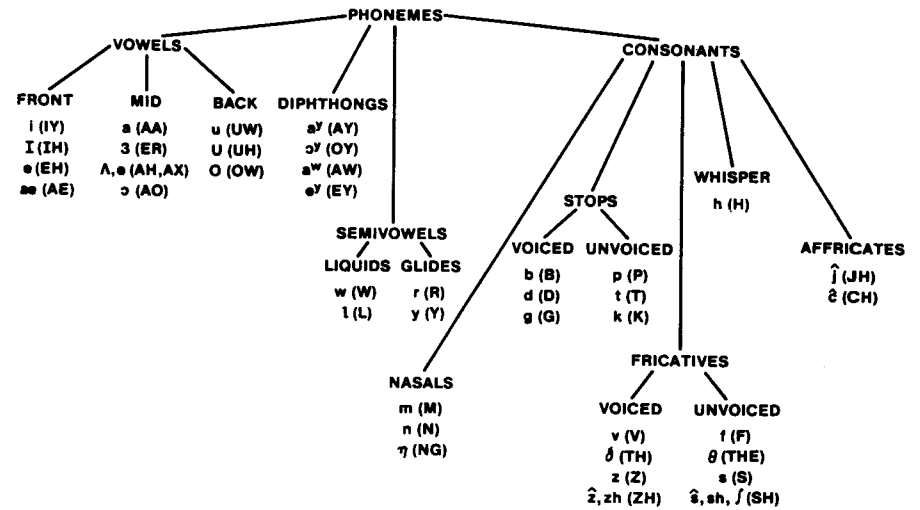 PHONEMES
VOWELS
CONSONANTS
FRONT
i (IY)
I (IH)
e (EH)
ae (AE)
MID
a (AA)
3 (ER)
Λ, ə (AH,AX)
ɔ (AO)
BACK
u (UW)
U (UH)
O (OW)
DIPHTHONGS
aʸ (AY)
ɔʸ (OY)
aʷ (AW)
eʸ (EY)
SEMIVOWELS
LIQUIDS
w (W)
l (L)
GLIDES
r (R)
y (Y)
NASALS
m (M)
n (N)
η (NG)
STOPS
VOICED
b (B)
d (D)
g (G)
UNVOICED
p (P)
t (T)
k (K)
FRICATIVES
VOICED
v (V)
ð (TH)
z (Z)
ẑ, zh (ZH)
UNVOICED
f (F)
θ (THE)
s (S)
ŝ, sh, ʃ (SH)
WHISPER
h (H)
AFFRICATES
ĵ (JH)
ĉ (CH)